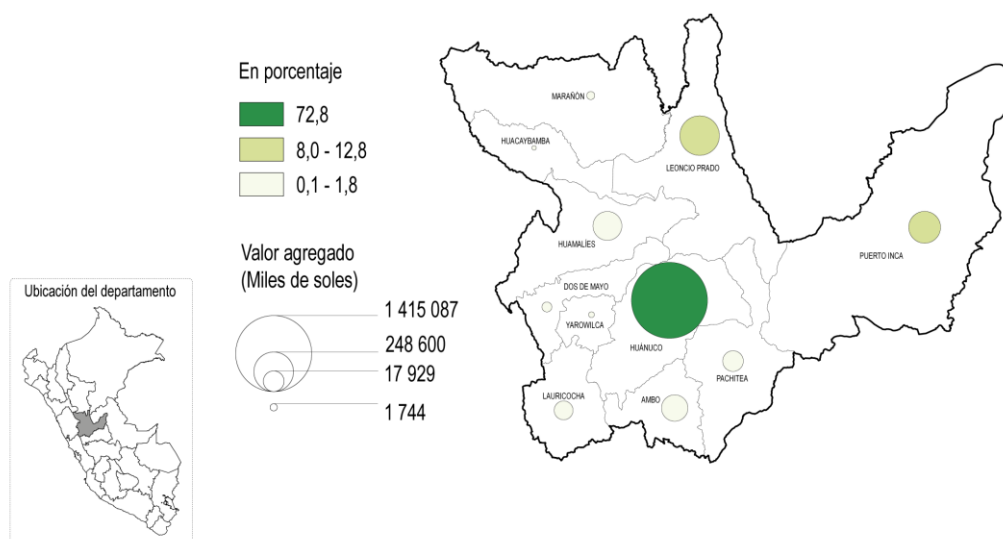 En porcentaje
72,8
8,0 - 12,8
0,1 - 1,8
Valor agregado
(Miles de soles)
1 415 087
248 600
17 929
1 744
Ubicación del departamento
MARAÑÓN
HUACAYBAMBA
LEONCIO PRADO
HUAMALÍES
PUERTO INCA
DOS DE MAYO
YAROWILCA
HUÁNUCO
PACHITEA
LAURICOCHA
AMBO